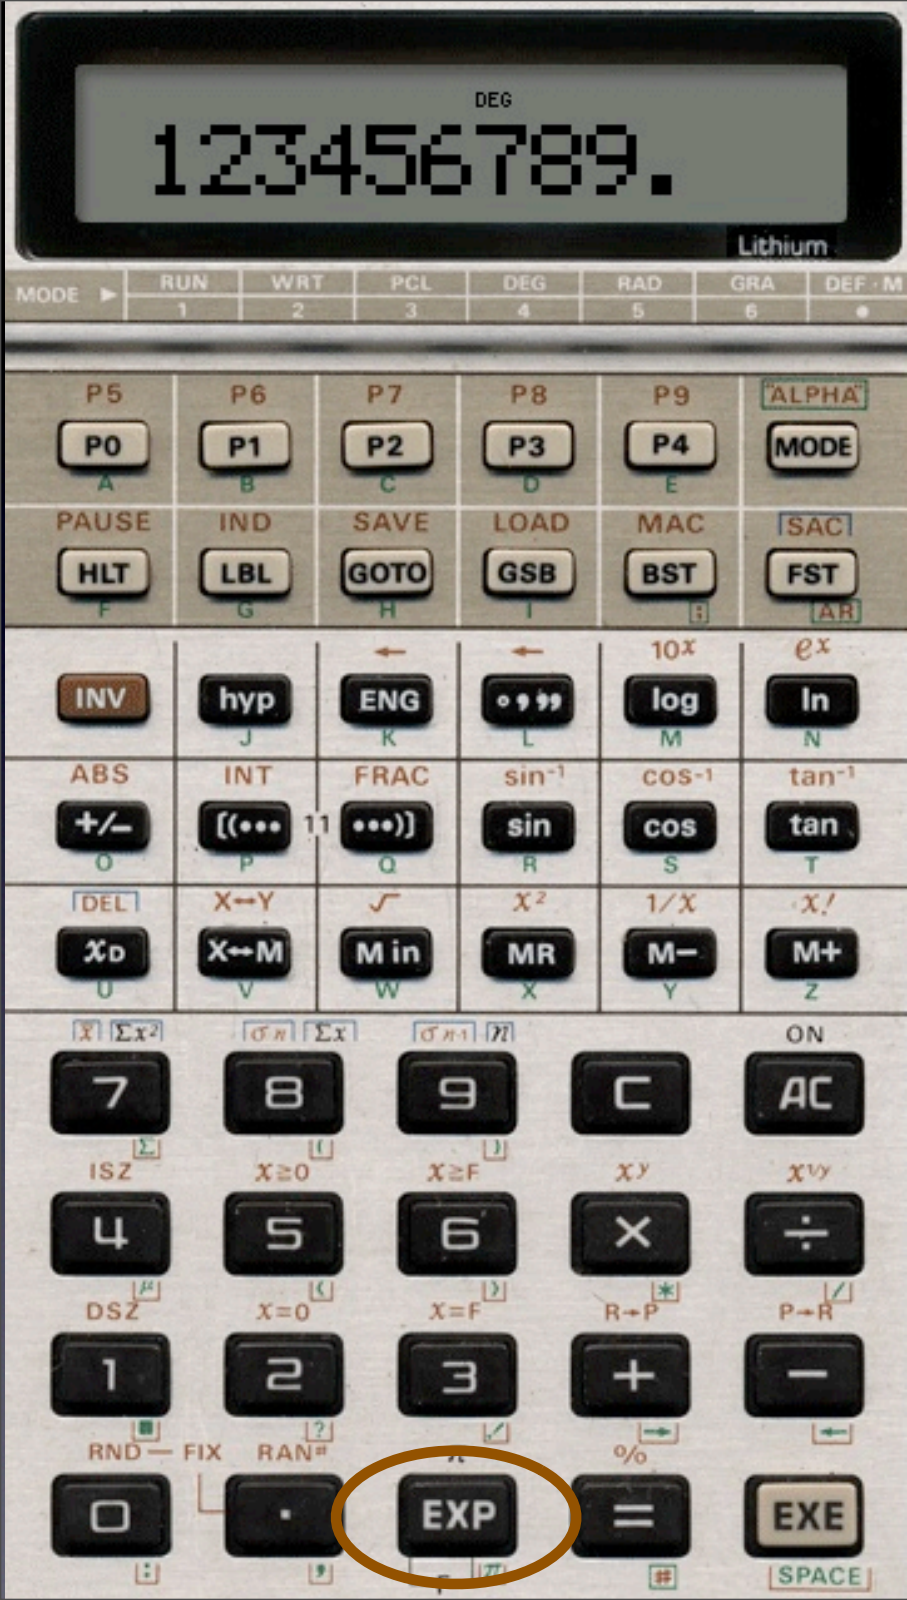 DEG
123456789.
Lithium
MODE ▶ RUN WRT PCL DEG RAD GRA DEF·M
1 2 3 4 5 6 •
P5 P6 P7 P8 P9 "ALPHA"
P0 P1 P2 P3 P4 MODE
A B C D E
PAUSE IND SAVE LOAD MAC SAC
HLT LBL GOTO GSB BST FST
F G H I ; AR
← ← 10x ex
INV hyp ENG °,,, log ln
J K L M N
ABS INT FRAC sin-1 cos-1 tan-1
+/− [(••• 11 •••)] sin cos tan
O P Q R S T
DEL X↔Y √ x2 1/x x!
xD X↔M M in MR M− M+
U V W X Y Z
x̄ Σx2 σn Σx σn-1 n ON
7 8 9 C AC
Σ ( )
ISZ x≥0 x≥F xy x1/y
4 5 6 × ÷
μ ( ) * /
DSZ x=0 x=F R→P P→R
1 2 3 + −
■ ? → ←
RND — FIX RAN# %
0 · EXP = EXE
: , π # SPACE